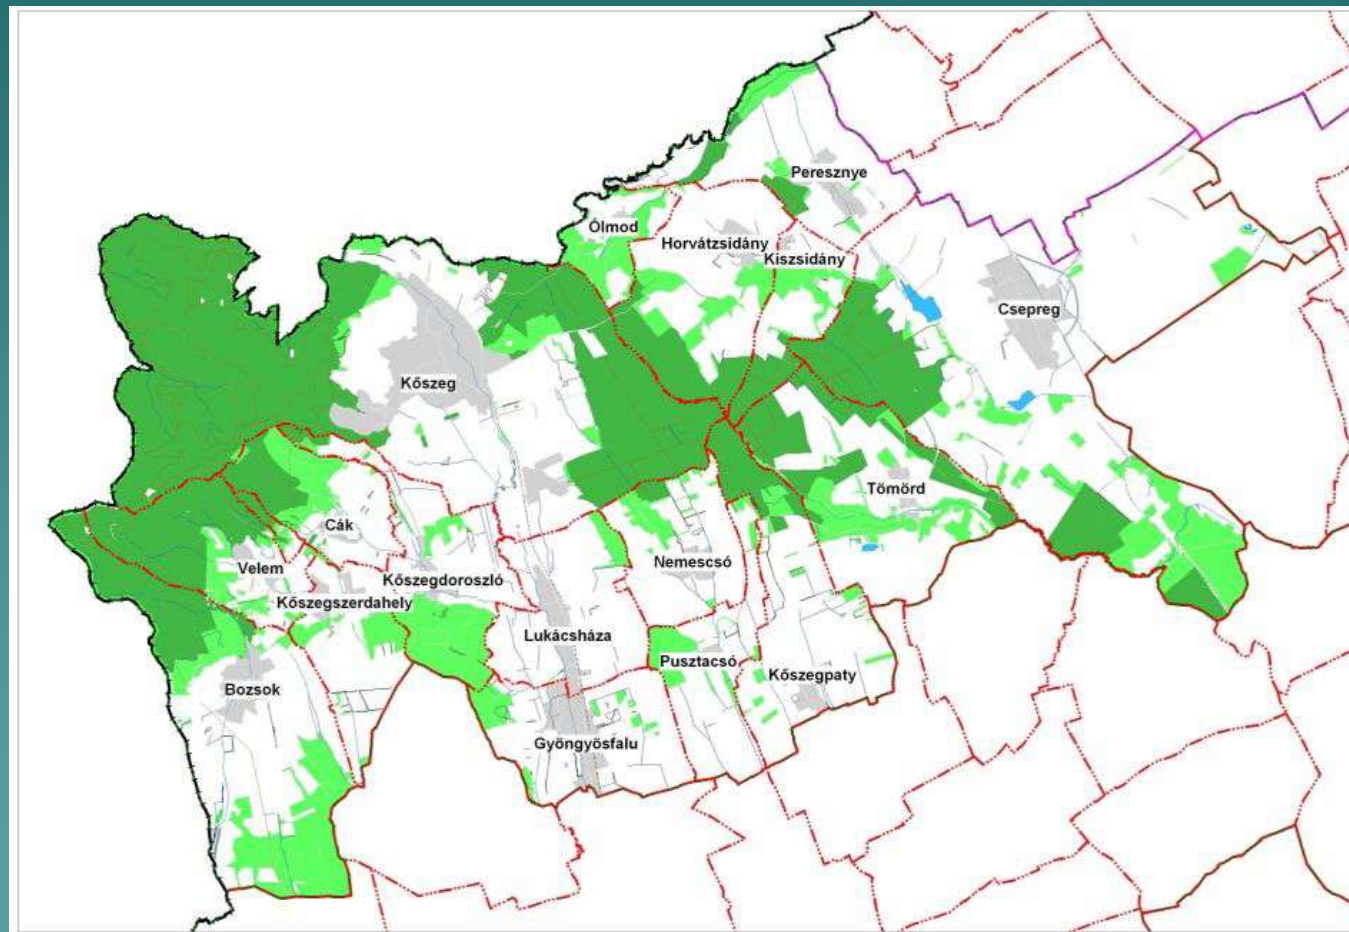 Peresznye
Ólmod
Horvátzsidány
Kiszsidány
Csepreg
Kőszeg
Tömörd
Cák
Nemescsó
Velem
Kőszegdoroszló
Kőszegszerdahely
Lukácsháza
Pusztacsó
Kőszegpaty
Bozsok
Gyöngyösfalu